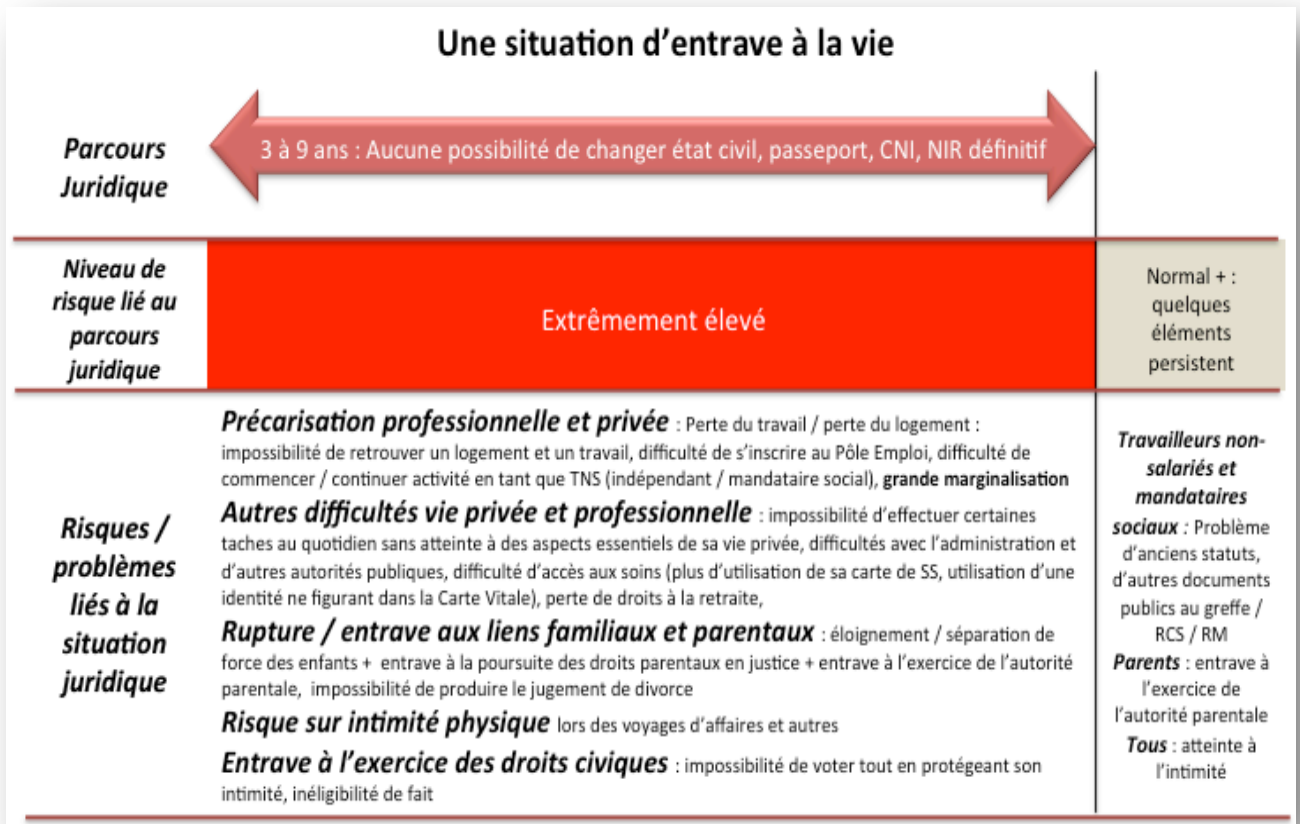 Une situation d'entrave à la vie
Parcours
Juridique
3 à 9 ans : Aucune possibilité de changer état civil, passeport, CNI, NIR définitif
Niveau de
risque lié au
parcours
juridique
Extrêmement élevé
Normal + :
quelques
éléments
persistent
Risques /
problèmes
liés à la
situation
juridique
Précarisation professionnelle et privée : Perte du travail / perte du logement :
impossibilité de retrouver un logement et un travail, difficulté de s'inscrire au Pôle Emploi, difficulté de
commencer / continuer activité en tant que TNS (indépendant / mandataire social), grande marginalisation
Autres difficultés vie privée et professionnelle : impossibilité d'effectuer certaines
taches au quotidien sans atteinte à des aspects essentiels de sa vie privée, difficultés avec l'administration et
d'autres autorités publiques, difficulté d'accès aux soins (plus d'utilisation de sa carte de SS, utilisation d'une
identité ne figurant dans la Carte Vitale), perte de droits à la retraite,
Rupture / entrave aux liens familiaux et parentaux : éloignement / séparation de
force des enfants + entrave à la poursuite des droits parentaux en justice + entrave à l'exercice de l'autorité
parentale, impossibilité de produire le jugement de divorce
Risque sur intimité physique lors des voyages d'affaires et autres
Entrave à l'exercice des droits civiques : impossibilité de voter tout en protégeant son
intimité, inéligibilité de fait
Travailleurs non-
salariés et
mandataires
sociaux : Problème
d'anciens statuts,
d'autres documents
publics au greffe /
RCS / RM
Parents : entrave à
l'exercice de
l'autorité parentale
Tous : atteinte à
l'intimité